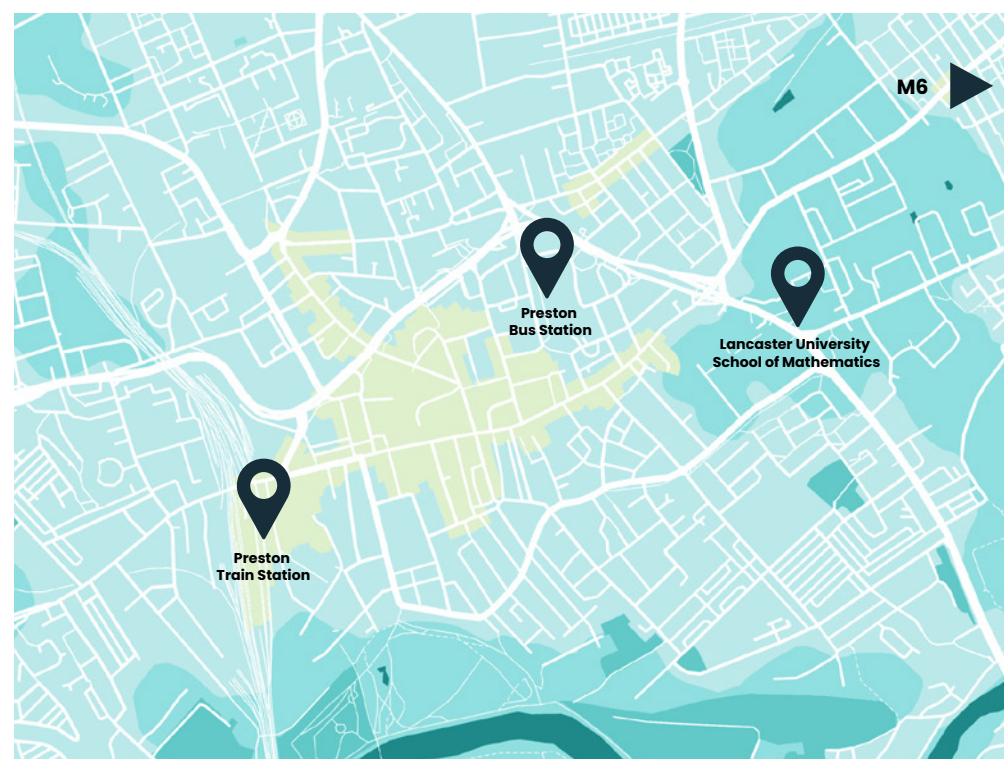 M6
Preston
Bus Station
Lancaster University
School of Mathematics
Preston
Train Station